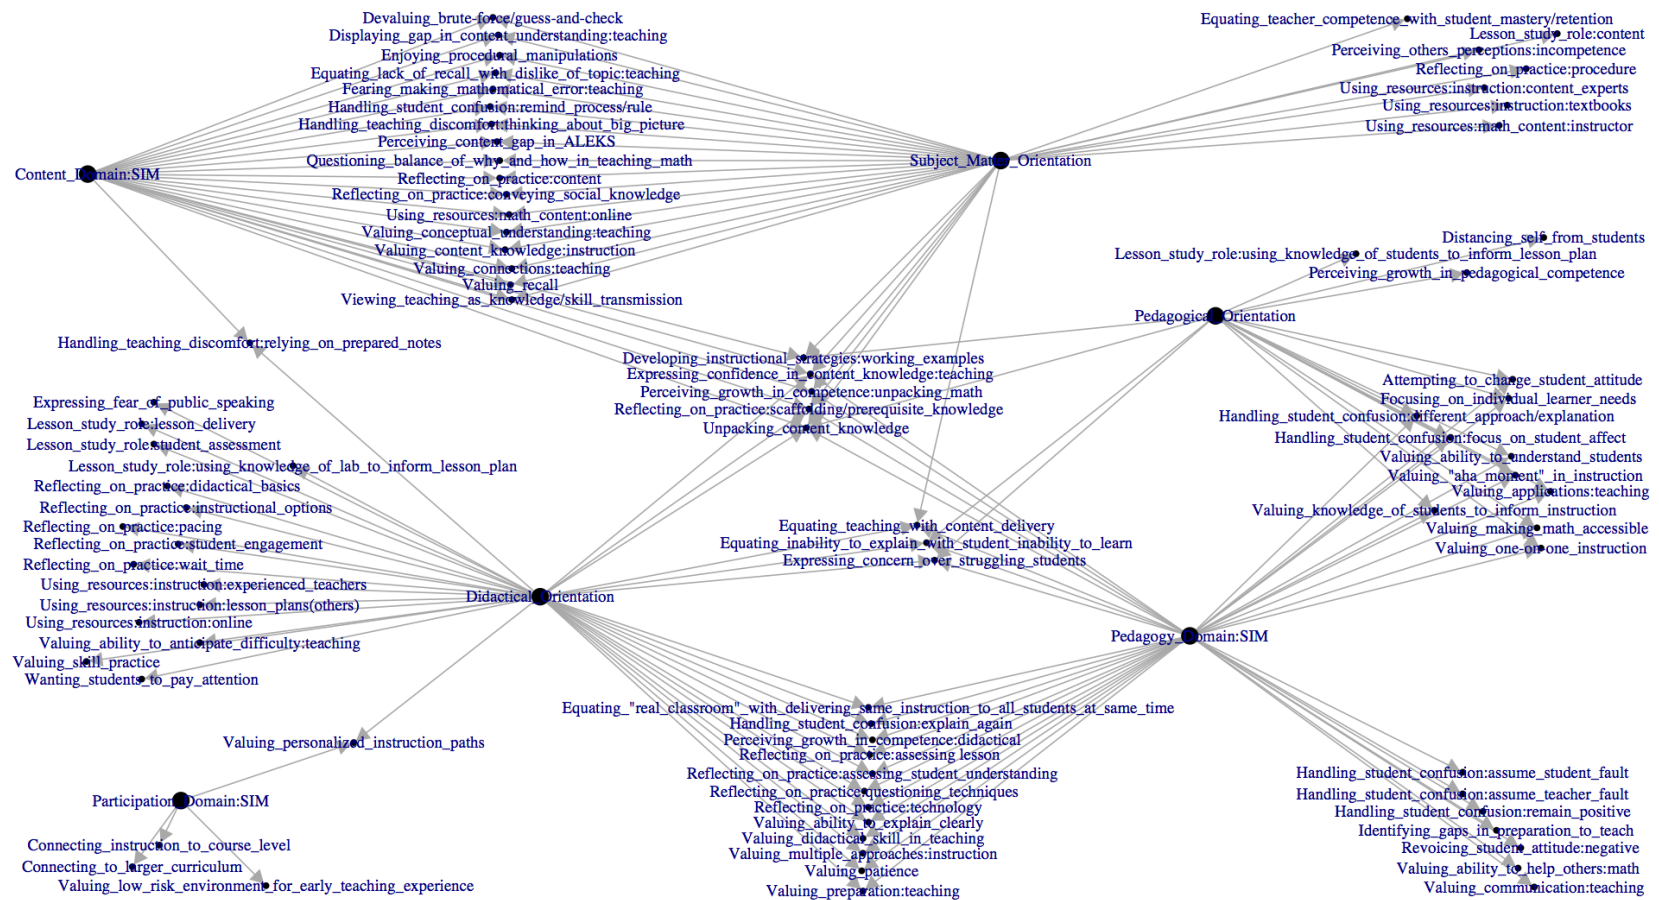 Devaluing_brute-force/guess-and-check
Displaying_gap_in_content_understanding:teaching
Enjoying_procedural_manipulations
Equating_lack_of_recall_with_dislike_of_topic:teaching
Fearing_making_mathematical_error:teaching
Handling_student_confusion:remind_process/rule
Handling_teaching_discomfort:thinking_about_big_picture
Perceiving_content_gap_in_ALEKS
Questioning_balance_of_why_and_how_in_teaching_math
Reflecting_on_practice:content
Reflecting_on_practice:conveying_social_knowledge
Using_resources:math_content:online
Valuing_conceptual_understanding:teaching
Valuing_content_knowledge:instruction
Valuing_connections:teaching
Valuing_recall
Viewing_teaching_as_knowledge/skill_transmission
Content_Domain:SIM
Subject_Matter_Orientation
Equating_teacher_competence_with_student_mastery/retention
Lesson_study_role:content
Perceiving_others_perceptions:incompetence
Reflecting_on_practice:procedure
Using_resources:instruction:content_experts
Using_resources:instruction:textbooks
Using_resources:math_content:instructor
Distancing_self_from_students
Lesson_study_role:using_knowledge_of_students_to_inform_lesson_plan
Perceiving_growth_in_pedagogical_competence
Pedagogical_Orientation
Handling_teaching_discomfort:relying_on_prepared_notes
Developing_instructional_strategies:working_examples
Expressing_confidence_in_content_knowledge:teaching
Perceiving_growth_in_competence:unpacking_math
Reflecting_on_practice:scaffolding/prerequisite_knowledge
Unpacking_content_knowledge
Attempting_to_change_student_attitude
Focusing_on_individual_learner_needs
Handling_student_confusion:different_approach/explanation
Handling_student_confusion:focus_on_student_affect
Valuing_ability_to_understand_students
Valuing_"aha_moment"_in_instruction
Valuing_applications:teaching
Valuing_knowledge_of_students_to_inform_instruction
Valuing_making_math_accessible
Valuing_one-on_one_instruction
Expressing_fear_of_public_speaking
Lesson_study_role:lesson_delivery
Lesson_study_role:student_assessment
Lesson_study_role:using_knowledge_of_lab_to_inform_lesson_plan
Reflecting_on_practice:didactical_basics
Reflecting_on_practice:instructional_options
Reflecting_on_practice:pacing
Reflecting_on_practice:student_engagement
Reflecting_on_practice:wait_time
Using_resources:instruction:experienced_teachers
Using_resources:instruction:lesson_plans(others)
Using_resources:instruction:online
Valuing_ability_to_anticipate_difficulty:teaching
Valuing_skill_practice
Wanting_students_to_pay_attention
Equating_teaching_with_content_delivery
Equating_inability_to_explain_with_student_inability_to_learn
Expressing_concern_over_struggling_students
Didactical_Orientation
Pedagogy_Domain:SIM
Valuing_personalized_instruction_paths
Participation_Domain:SIM
Connecting_instruction_to_course_level
Connecting_to_larger_curriculum
Valuing_low_risk_environment_for_early_teaching_experience
Equating_"real_classroom"_with_delivering_same_instruction_to_all_students_at_same_time
Handling_student_confusion:explain_again
Perceiving_growth_in_competence:didactical
Reflecting_on_practice:assessing lesson
Reflecting_on_practice:assessing_student_understanding
Reflecting_on_practice:questioning_techniques
Reflecting_on_practice:technology
Valuing_ability_to_explain_clearly
Valuing_didactical_skill_in_teaching
Valuing_multiple_approaches:instruction
Valuing_patience
Valuing_preparation:teaching
Handling_student_confusion:assume_student_fault
Handling_student_confusion:assume_teacher_fault
Handling_student_confusion:remain_positive
Identifying_gaps_in_preparation_to_teach
Revoicing_student_attitude:negative
Valuing_ability_to_help_others:math
Valuing_communication:teaching